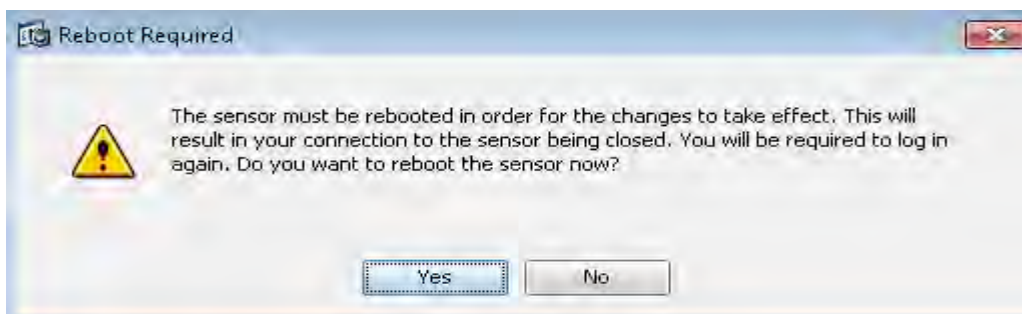 Reboot Required
The sensor must be rebooted in order for the changes to take effect. This will
result in your connection to the sensor being closed. You will be required to log in
again. Do you want to reboot the sensor now?
Yes
No